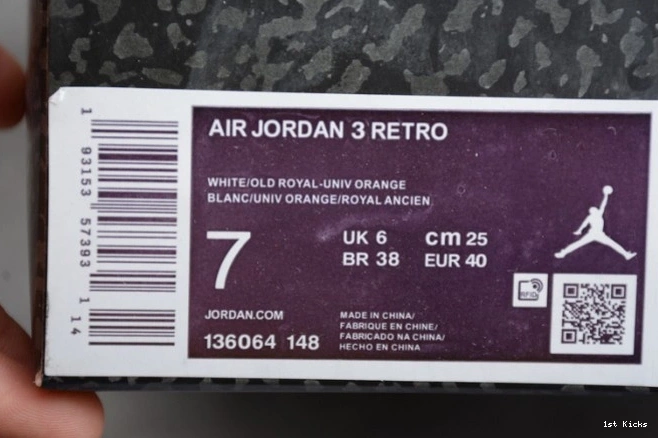 AIR JORDAN 3 RETRO
WHITE/OLD ROYAL-UNIV ORANGE
BLANC/UNIV ORANGE/ROYAL ANCIEN
7
UK 6 cm 25
BR 38 EUR 40
RFID
JORDAN.COM
136064 148
MADE IN CHINA/
FABRIQUE EN CHINE/
FABRICADO NA CHINA/
HECHO EN CHINA
1 93153 57393 1
14
1st Kicks